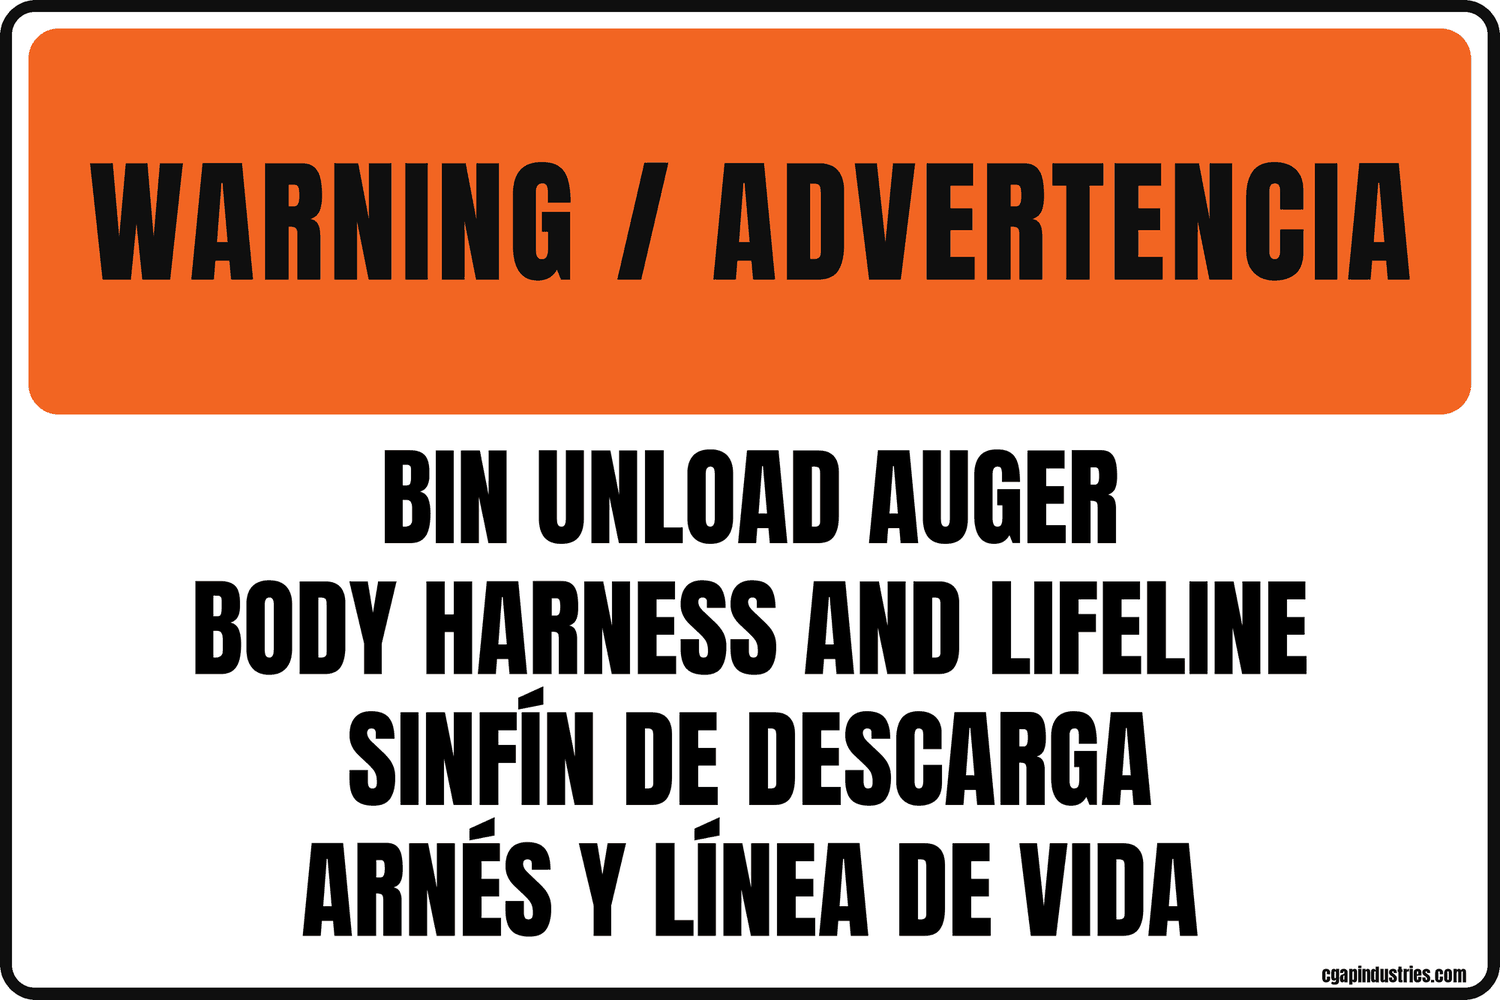 WARNING / ADVERTENCIA
BIN UNLOAD AUGER
BODY HARNESS AND LIFELINE
SINFÍN DE DESCARGA
ARNÉS Y LÍNEA DE VIDA
cgapindustries.com